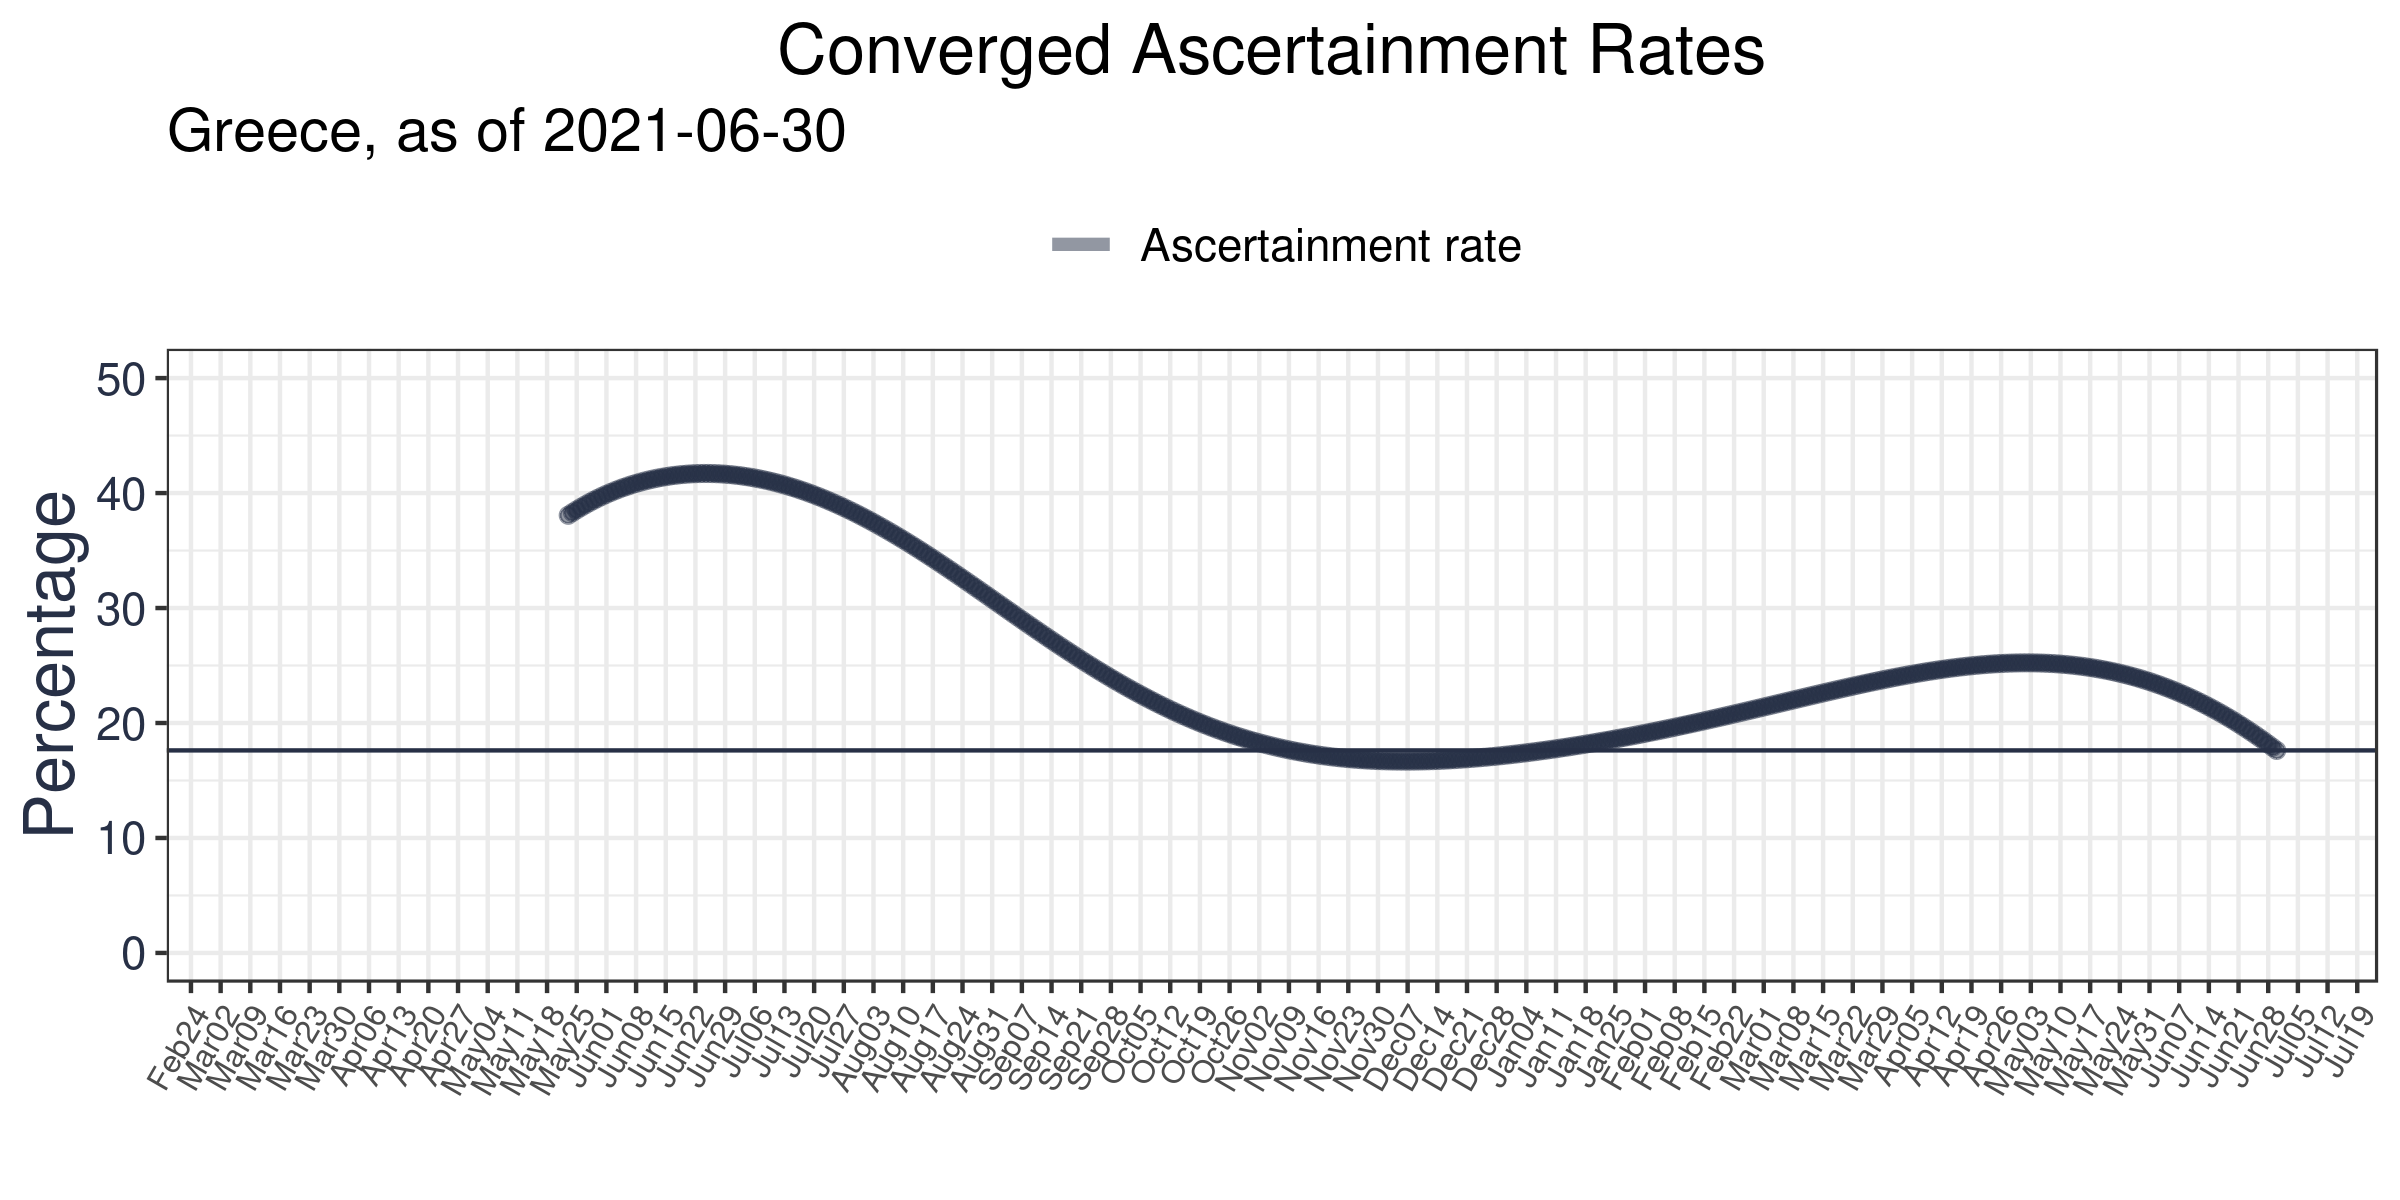 Converged Ascertainment Rates
Greece, as of 2021-06-30
Ascertainment rate
Percentage
50
40
30
20
10
0
Feb24 Mar02 Mar09 Mar16 Mar23 Mar30 Apr06 Apr13 Apr20 Apr27 May04 May11 May18 May25 Jun01 Jun08 Jun15 Jun22 Jun29 Jul06 Jul13 Jul20 Jul27 Aug03 Aug10 Aug17 Aug24 Aug31 Sep07 Sep14 Sep21 Sep28 Oct05 Oct12 Oct19 Oct26 Nov02 Nov09 Nov16 Nov23 Nov30 Dec07 Dec14 Dec21 Dec28 Jan04 Jan11 Jan18 Jan25 Feb01 Feb08 Feb15 Feb22 Mar01 Mar08 Mar15 Mar22 Mar29 Apr05 Apr12 Apr19 Apr26 May03 May10 May17 May24 May31 Jun07 Jun14 Jun21 Jun28 Jul05 Jul12 Jul19